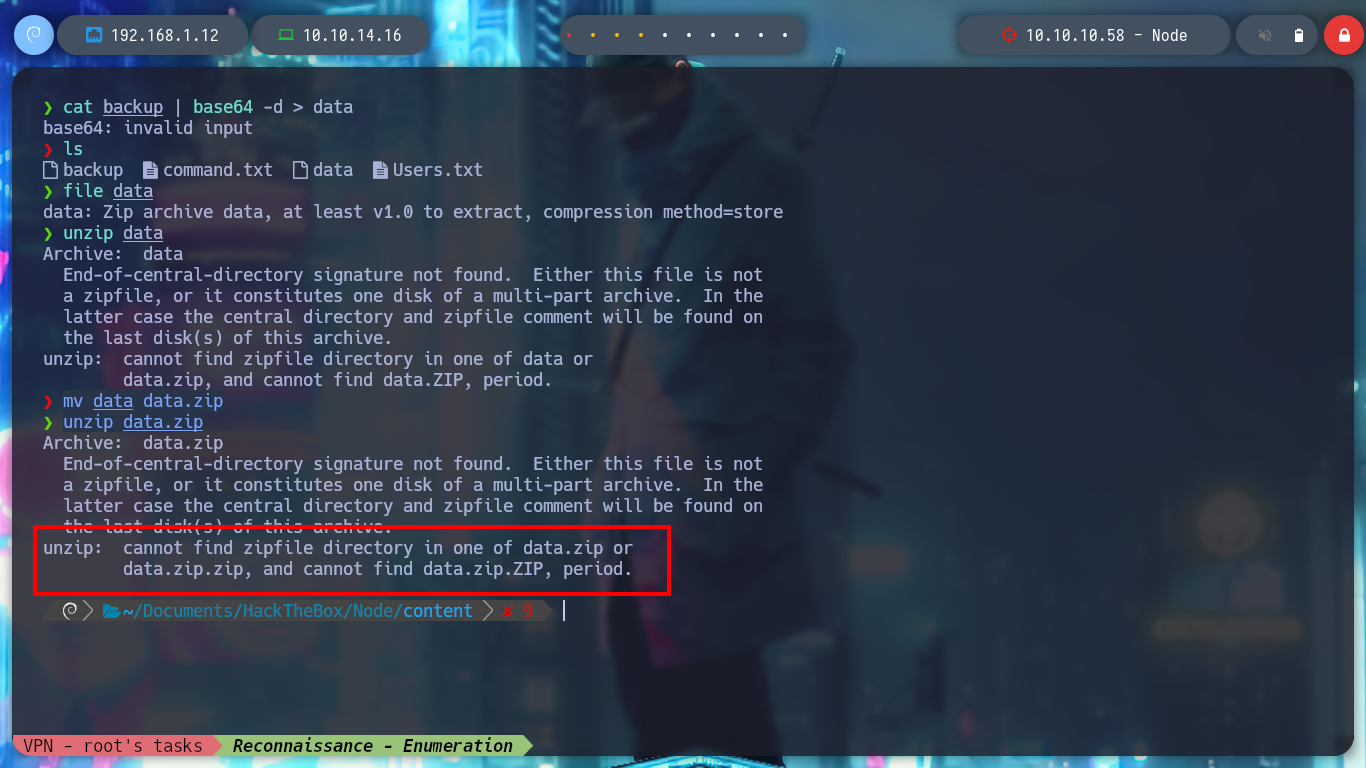 192.168.1.12 10.10.14.16 10.10.10.58 - Node
❯ cat backup | base64 -d > data
base64: invalid input
❯ ls
backup command.txt data Users.txt
❯ file data
data: Zip archive data, at least v1.0 to extract, compression method=store
❯ unzip data
Archive:  data
  End-of-central-directory signature not found.  Either this file is not
  a zipfile, or it constitutes one disk of a multi-part archive.  In the
  latter case the central directory and zipfile comment will be found on
  the last disk(s) of this archive.
unzip:  cannot find zipfile directory in one of data or
        data.zip, and cannot find data.ZIP, period.
❯ mv data data.zip
❯ unzip data.zip
Archive:  data.zip
  End-of-central-directory signature not found.  Either this file is not
  a zipfile, or it constitutes one disk of a multi-part archive.  In the
  latter case the central directory and zipfile comment will be found on
  the last disk(s) of this archive.
unzip:  cannot find zipfile directory in one of data.zip or
        data.zip.zip, and cannot find data.zip.ZIP, period.
~/Documents/HackTheBox/Node/content ✘ 9
VPN - root's tasks Reconnaissance - Enumeration